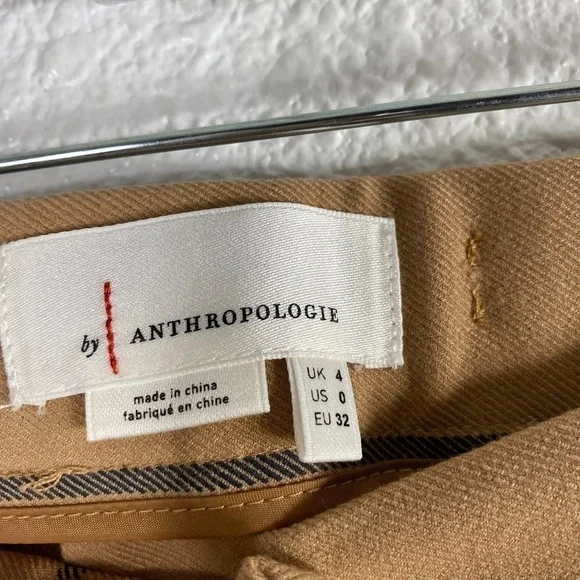 by ANTHROPOLOGIE
made in china
fabriqué en chine
UK 4
US 0
EU 32